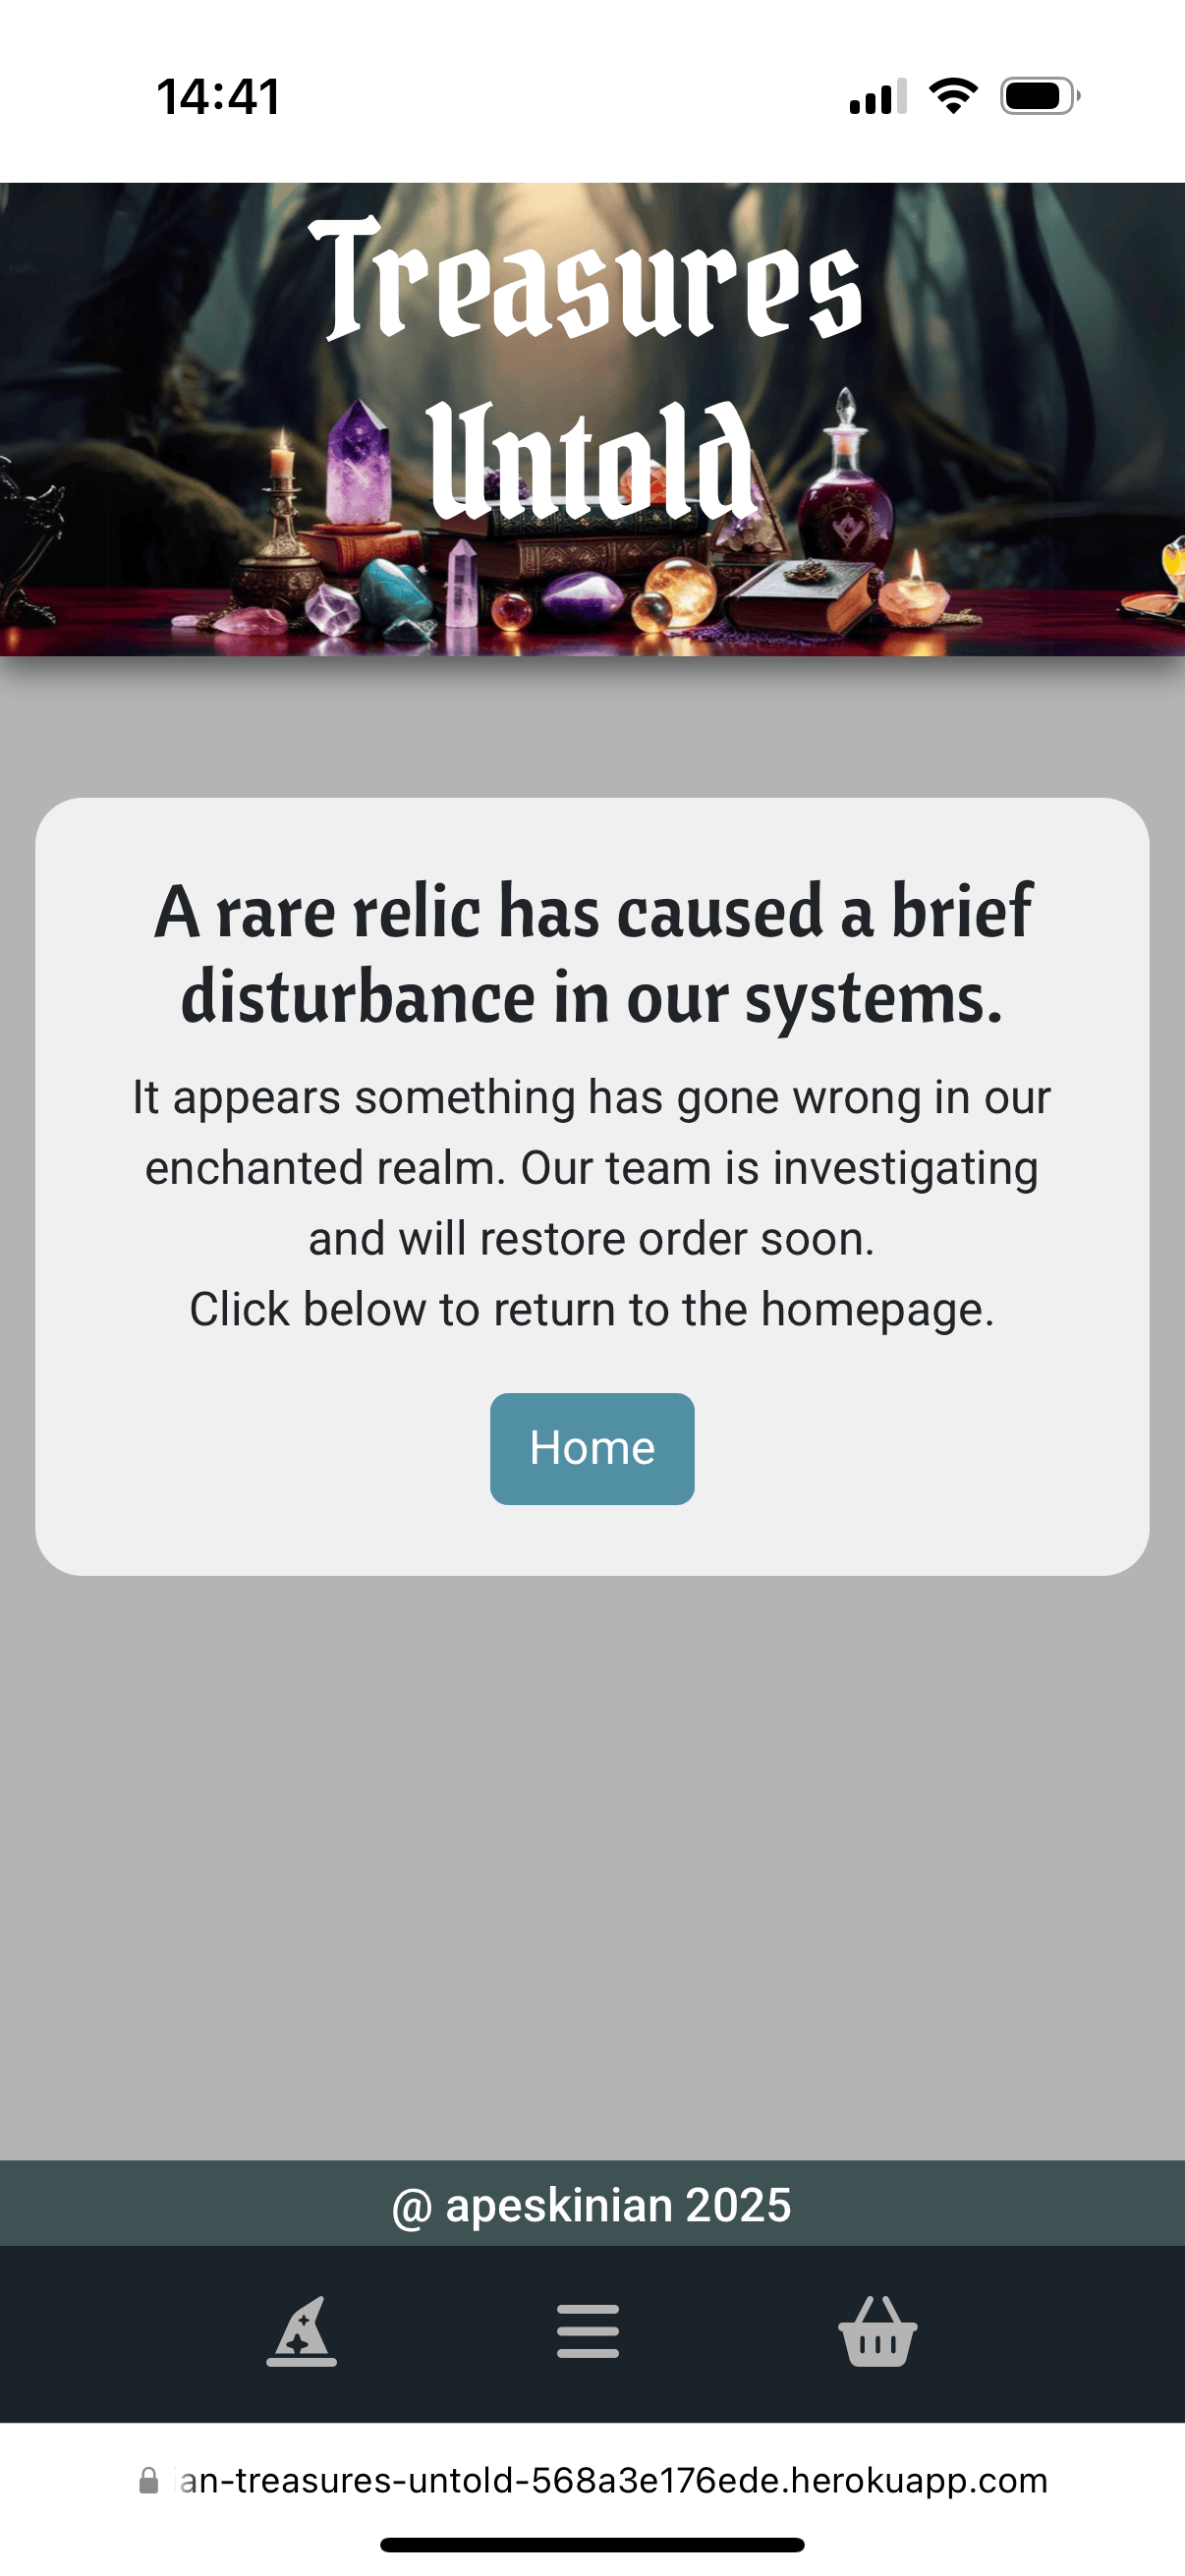 14:41
Treasures
Untold
A rare relic has caused a brief
disturbance in our systems.
It appears something has gone wrong in our
enchanted realm. Our team is investigating
and will restore order soon.
Click below to return to the homepage.
Home
@ apeskinian 2025
an-treasures-untold-568a3e176ede.herokuapp.com